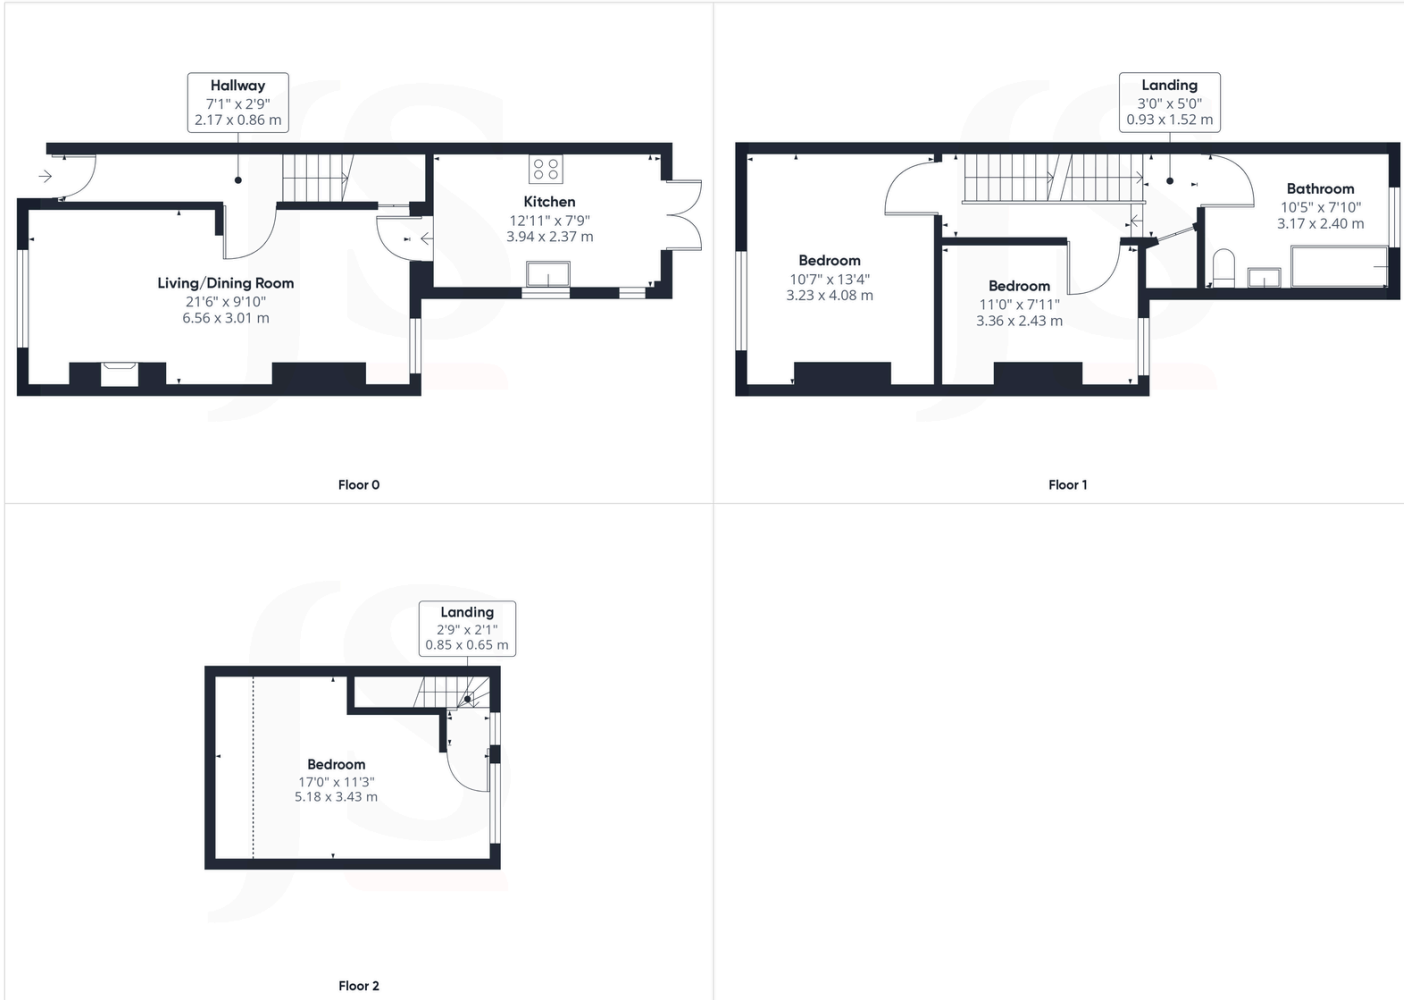 Hallway
7'1" x 2'9"
2.17 x 0.86 m
Kitchen
12'11" x 7'9"
3.94 x 2.37 m
Living/Dining Room
21'6" x 9'10"
6.56 x 3.01 m
Floor 0
Landing
3'0" x 5'0"
0.93 x 1.52 m
Bathroom
10'5" x 7'10"
3.17 x 2.40 m
Bedroom
10'7" x 13'4"
3.23 x 4.08 m
Bedroom
11'0" x 7'11"
3.36 x 2.43 m
Floor 1
Landing
2'9" x 2'1"
0.85 x 0.65 m
Bedroom
17'0" x 11'3"
5.18 x 3.43 m
Floor 2